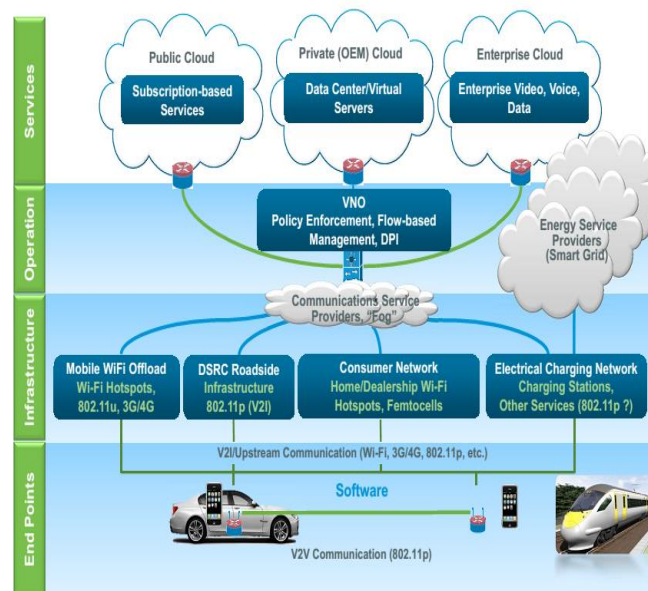 Services
Public Cloud
Subscription-based
Services
Private (OEM) Cloud
Data Center/Virtual
Servers
Enterprise Cloud
Enterprise Video, Voice,
Data
Operation
VNO
Policy Enforcement, Flow-based
Management, DPI
Energy Service
Providers
(Smart Grid)
Infrastructure
Communications Service
Providers, "Fog"
Mobile WiFi Offload
Wi-Fi Hotspots,
802.11u, 3G/4G
DSRC Roadside
Infrastructure
802.11p (V2I)
Consumer Network
Home/Dealership Wi-Fi
Hotspots, Femtocells
Electrical Charging Network
Charging Stations,
Other Services (802.11p ?)
End Points
V2I/Upstream Communication (Wi-Fi, 3G/4G, 802.11p, etc.)
Software
V2V Communication (802.11p)